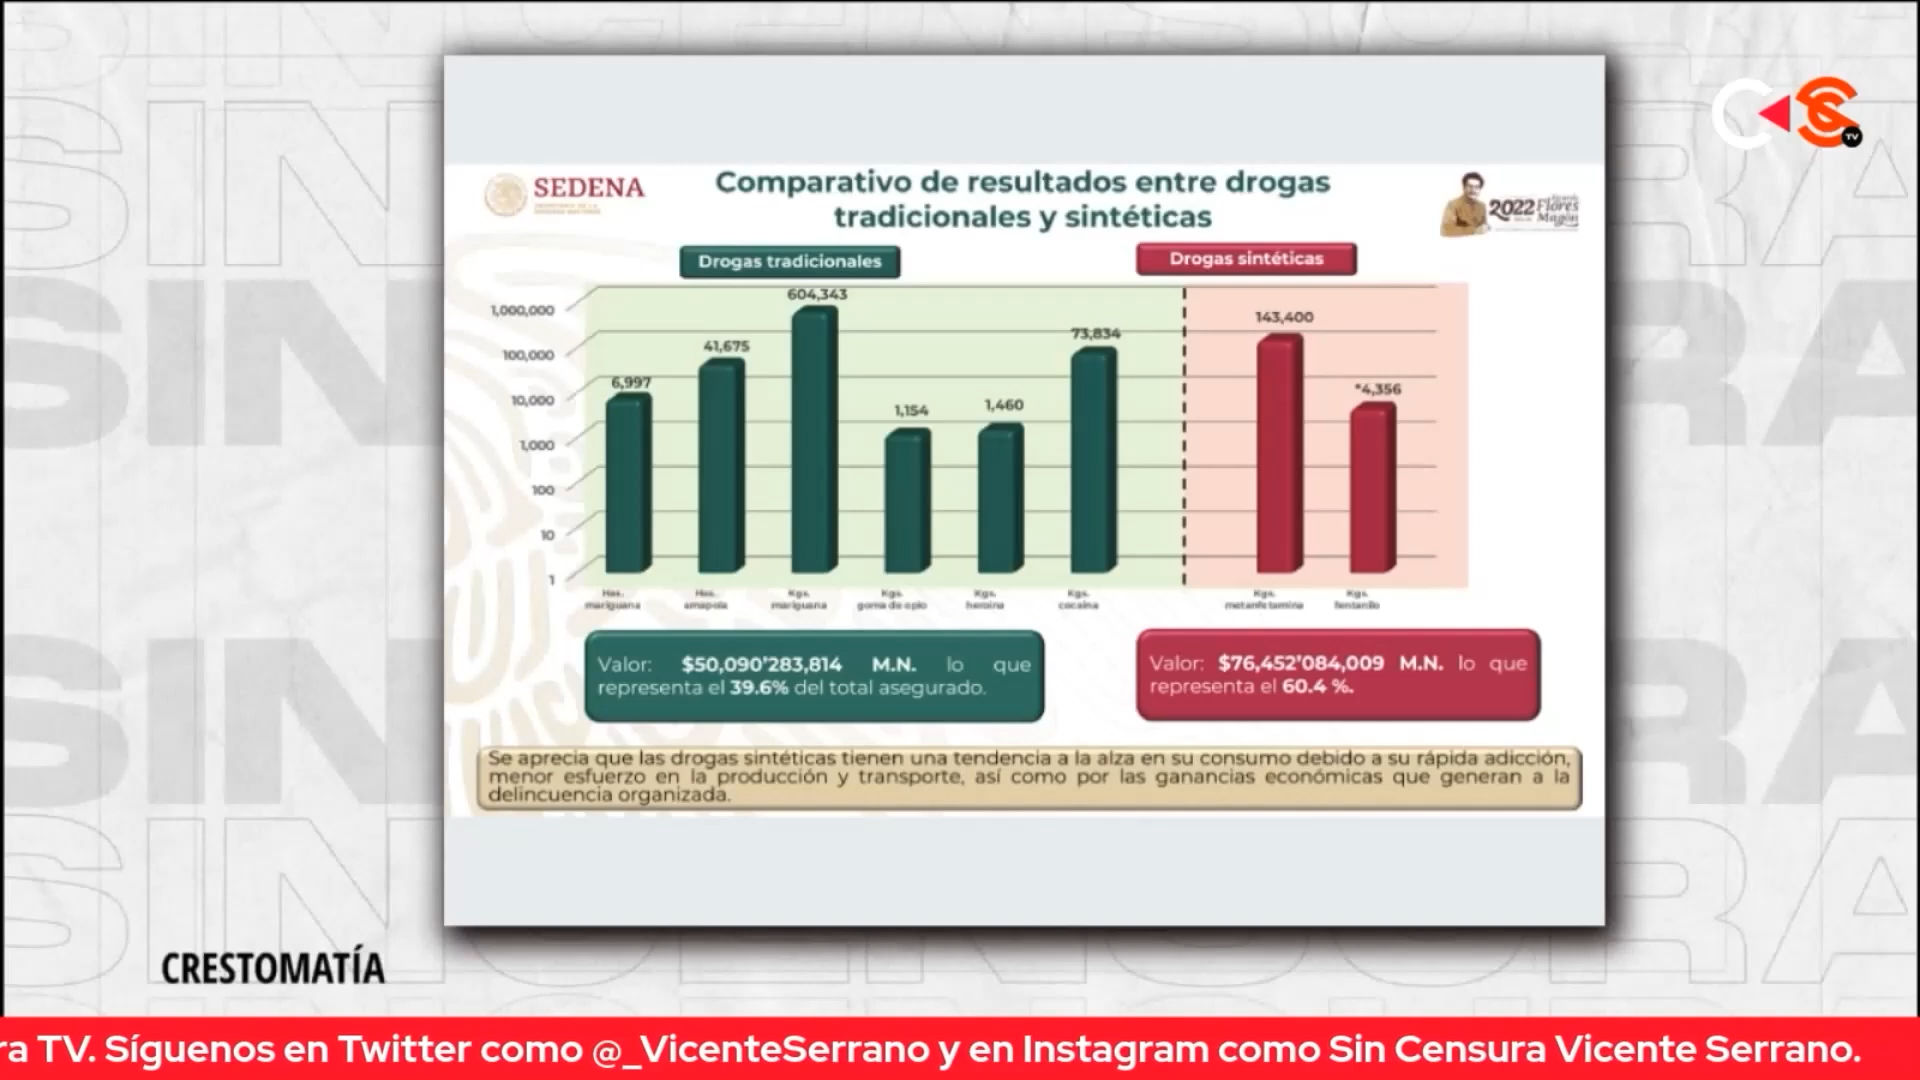 SEDENA
Comparativo de resultados entre drogas
tradicionales y sintéticas
2022 Flores
Magón
Drogas tradicionales
Drogas sintéticas
1,000,000
100,000
10,000
1,000
100
10
1
6,997
41,675
604,343
1,154
1,460
73,834
143,400
*4,356
Has.
mariguana
Has.
amapola
Kgs.
mariguana
Kgs.
goma de opio
Kgs.
heroína
Kgs.
cocaína
Kgs.
metanfetamina
Kgs.
fentanilo
Valor: $50,090'283,814 M.N. lo que
representa el 39.6% del total asegurado.
Valor: $76,452'084,009 M.N. lo que
representa el 60.4 %.
Se aprecia que las drogas sintéticas tienen una tendencia a la alza en su consumo debido a su rápida adicción,
menor esfuerzo en la producción y transporte, así como por las ganancias económicas que generan a la
delincuencia organizada.
TV
CRESTOMATÍA
ra TV. Síguenos en Twitter como @_VicenteSerrano y en Instagram como Sin Censura Vicente Serrano.